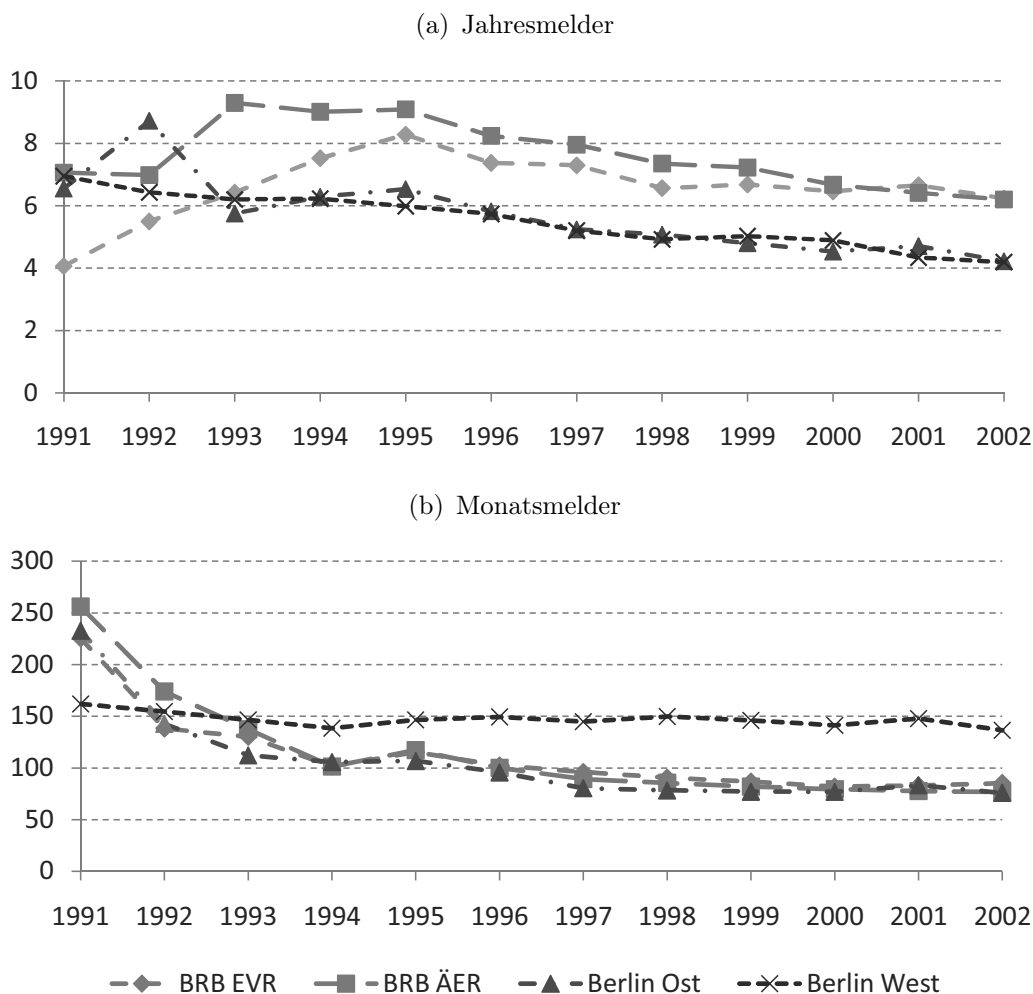 (a) Jahresmelder
10
8
6
4
2
0
1991 1992 1993 1994 1995 1996 1997 1998 1999 2000 2001 2002
(b) Monatsmelder
300
250
200
150
100
50
0
1991 1992 1993 1994 1995 1996 1997 1998 1999 2000 2001 2002
BRB EVR BRB ÄER Berlin Ost Berlin West